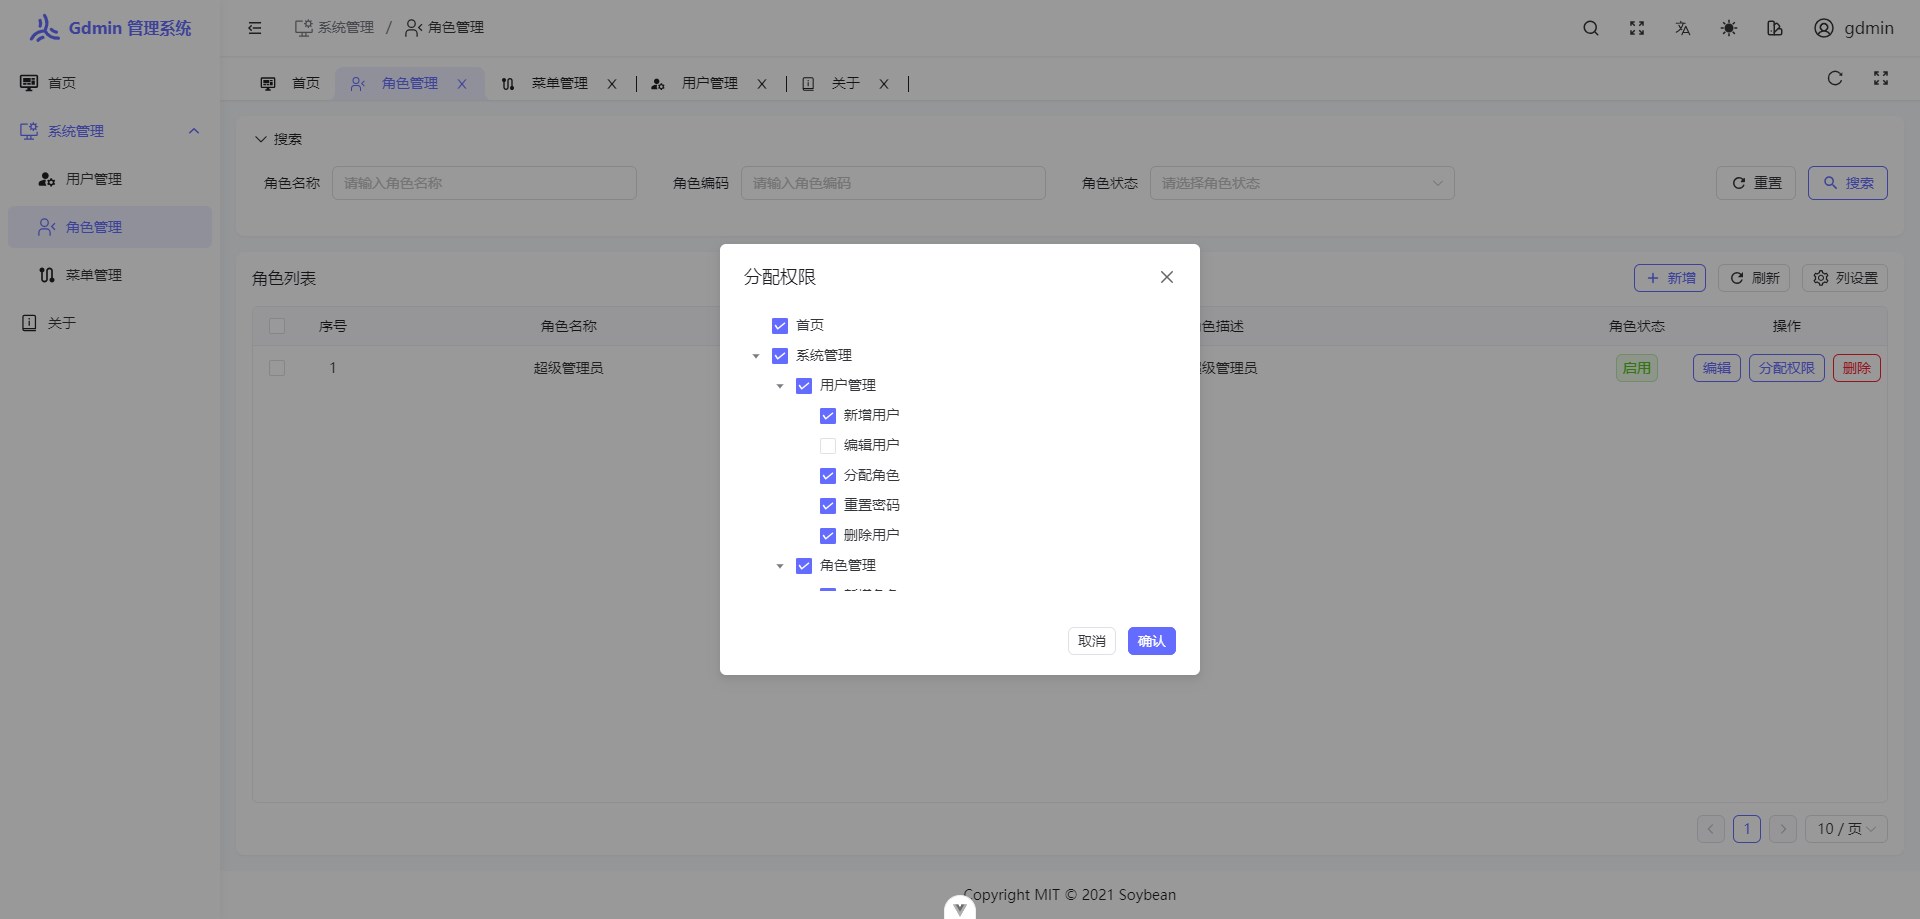 Gdmin 管理系统
系统管理 / 角色管理
gdmin
首页
系统管理
用户管理
角色管理
菜单管理
关于
首页 角色管理 菜单管理 用户管理 关于
搜索
角色名称 请输入角色名称 角色编码 请输入角色编码 角色状态 请选择角色状态 重置 搜索
角色列表 新增 刷新 列设置
序号 角色名称 色描述 角色状态 操作
1 超级管理员 级管理员 启用 编辑 分配权限 删除
分配权限
首页
系统管理
用户管理
新增用户
编辑用户
分配角色
重置密码
删除用户
角色管理
取消 确认
1 10 / 页
Copyright MIT © 2021 Soybean